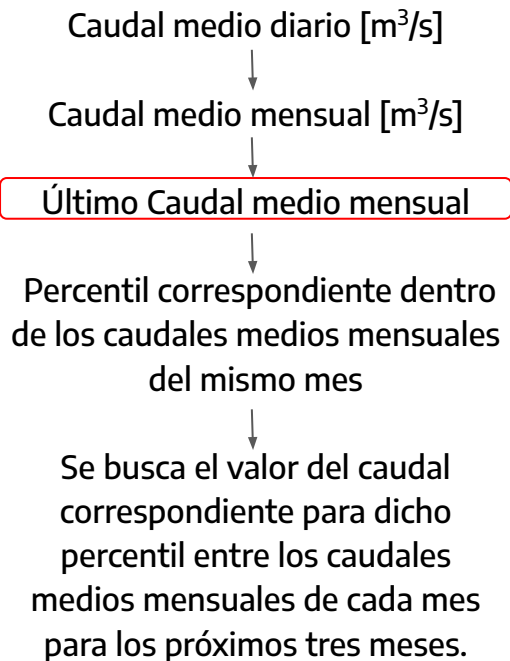 Caudal medio diario [m³/s]
Caudal medio mensual [m³/s]
Último Caudal medio mensual
Percentil correspondiente dentro
de los caudales medios mensuales
del mismo mes
Se busca el valor del caudal
correspondiente para dicho
percentil entre los caudales
medios mensuales de cada mes
para los próximos tres meses.